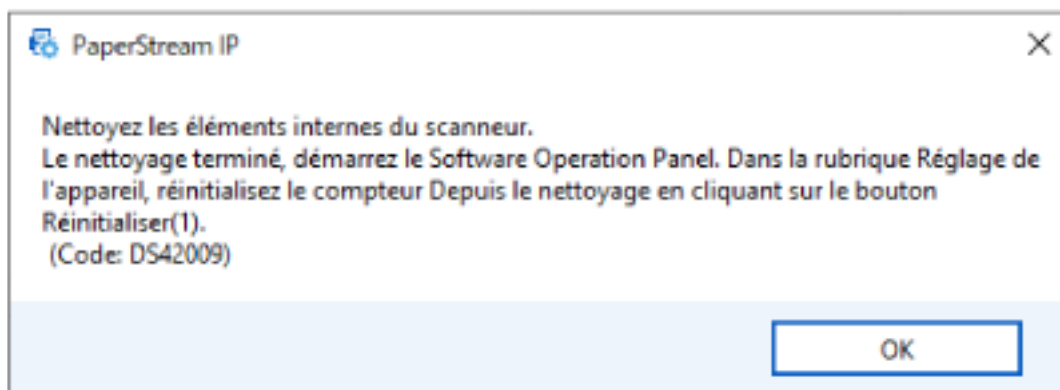 PaperStream IP
Nettoyez les éléments internes du scanneur.
Le nettoyage terminé, démarrez le Software Operation Panel. Dans la rubrique Réglage de
l'appareil, réinitialisez le compteur Depuis le nettoyage en cliquant sur le bouton
Réinitialiser(1).
(Code: DS42009)
OK